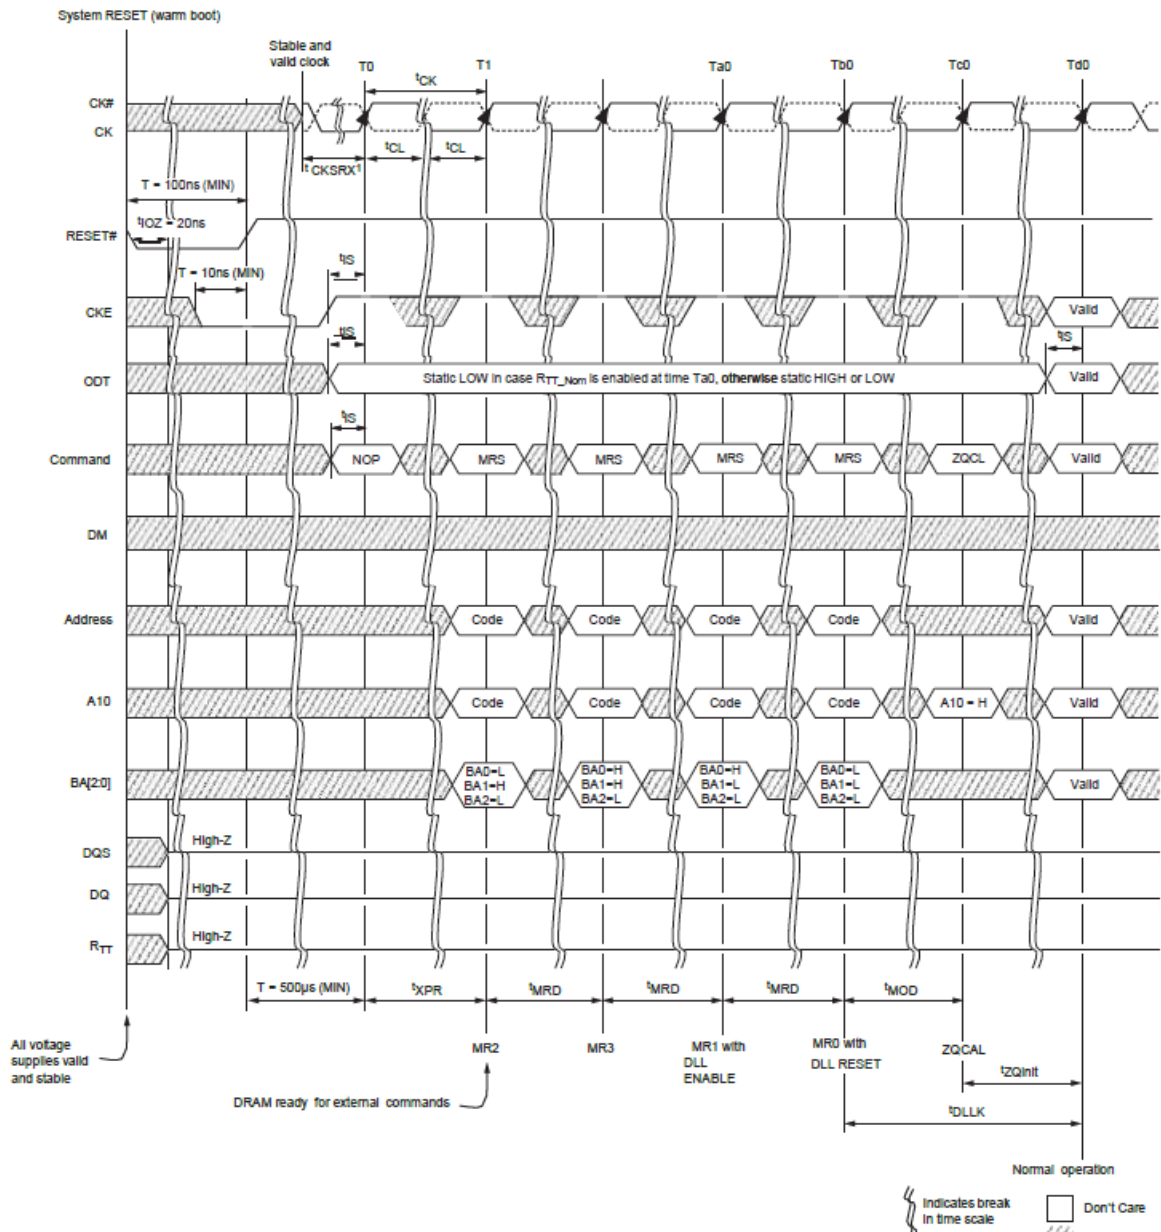 System RESET (warm boot)
Stable and
valid clock
T0
T1
Ta0
Tb0
Tc0
Td0
tCK
CK#
CK
tCL
tCL
tCKSRX1
T = 100ns (MIN)
tIOZ = 20ns
RESET#
T = 10ns (MIN)
tIS
CKE
Valid
tIS
tIS
ODT
Static LOW in case RTT_Nom is enabled at time Ta0, otherwise static HIGH or LOW
Valid
tIS
Command
NOP
MRS
MRS
MRS
MRS
ZQCL
Valid
DM
Address
Code
Code
Code
Code
Valid
A10
Code
Code
Code
Code
A10 = H
Valid
BA[2:0]
BA0=L
BA1=H
BA2=L
BA0=H
BA1=H
BA2=L
BA0=H
BA1=L
BA2=L
BA0=L
BA1=L
BA2=L
Valid
DQS
High-Z
DQ
High-Z
RTT
High-Z
T = 500µs (MIN)
tXPR
tMRD
tMRD
tMRD
tMOD
All voltage
supplies valid
and stable
MR2
MR3
MR1 with
DLL
ENABLE
MR0 with
DLL RESET
ZQCAL
tZQinit
DRAM ready for external commands
tDLLK
Normal operation
Indicates break
in time scale
Don't Care